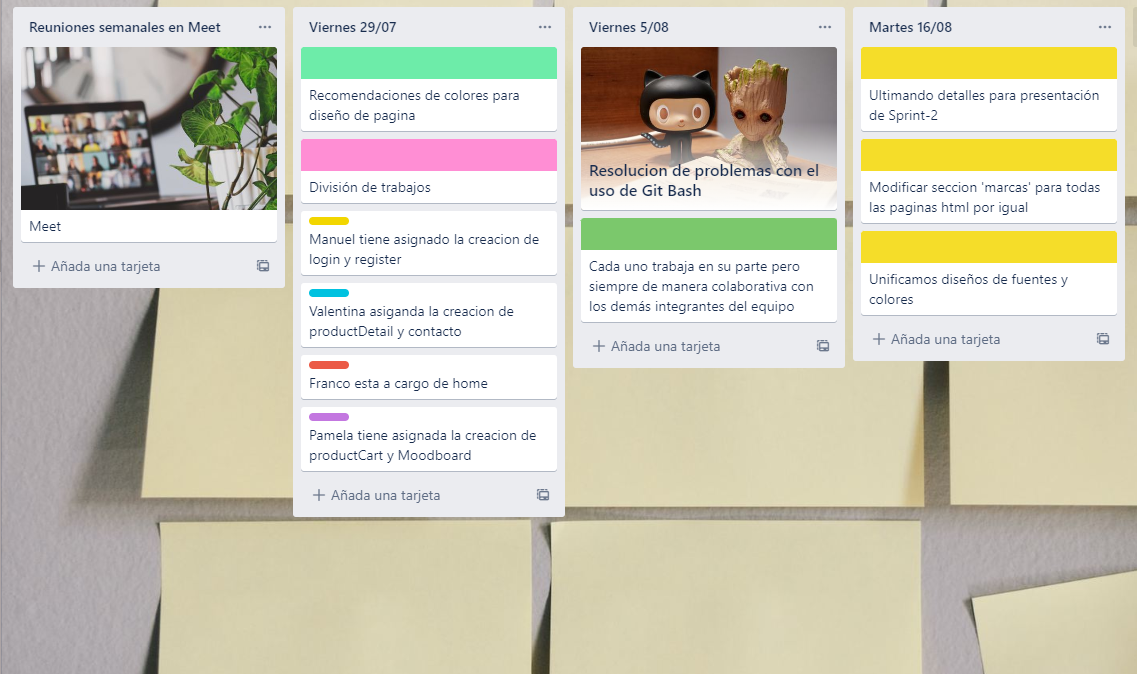 Reuniones semanales en Meet
Meet
Añada una tarjeta
Viernes 29/07
Recomendaciones de colores para
diseño de pagina
División de trabajos
Manuel tiene asignado la creacion de
login y register
Valentina asiganda la creacion de
productDetail y contacto
Franco esta a cargo de home
Pamela tiene asignada la creacion de
productCart y Moodboard
Añada una tarjeta
Viernes 5/08
Resolucion de problemas con el
uso de Git Bash
Cada uno trabaja en su parte pero
siempre de manera colaborativa con
los demás integrantes del equipo
Añada una tarjeta
Martes 16/08
Ultimando detalles para presentación
de Sprint-2
Modificar seccion 'marcas' para todas
las paginas html por igual
Unificamos diseños de fuentes y
colores
Añada una tarjeta